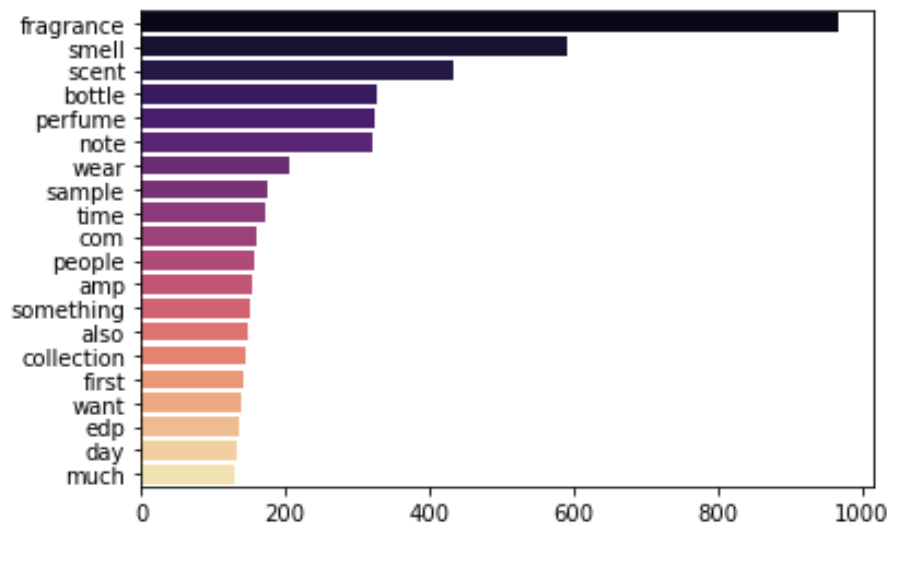 fragrance
smell
scent
bottle
perfume
note
wear
sample
time
com
people
amp
something
also
collection
first
want
edp
day
much
0 200 400 600 800 1000